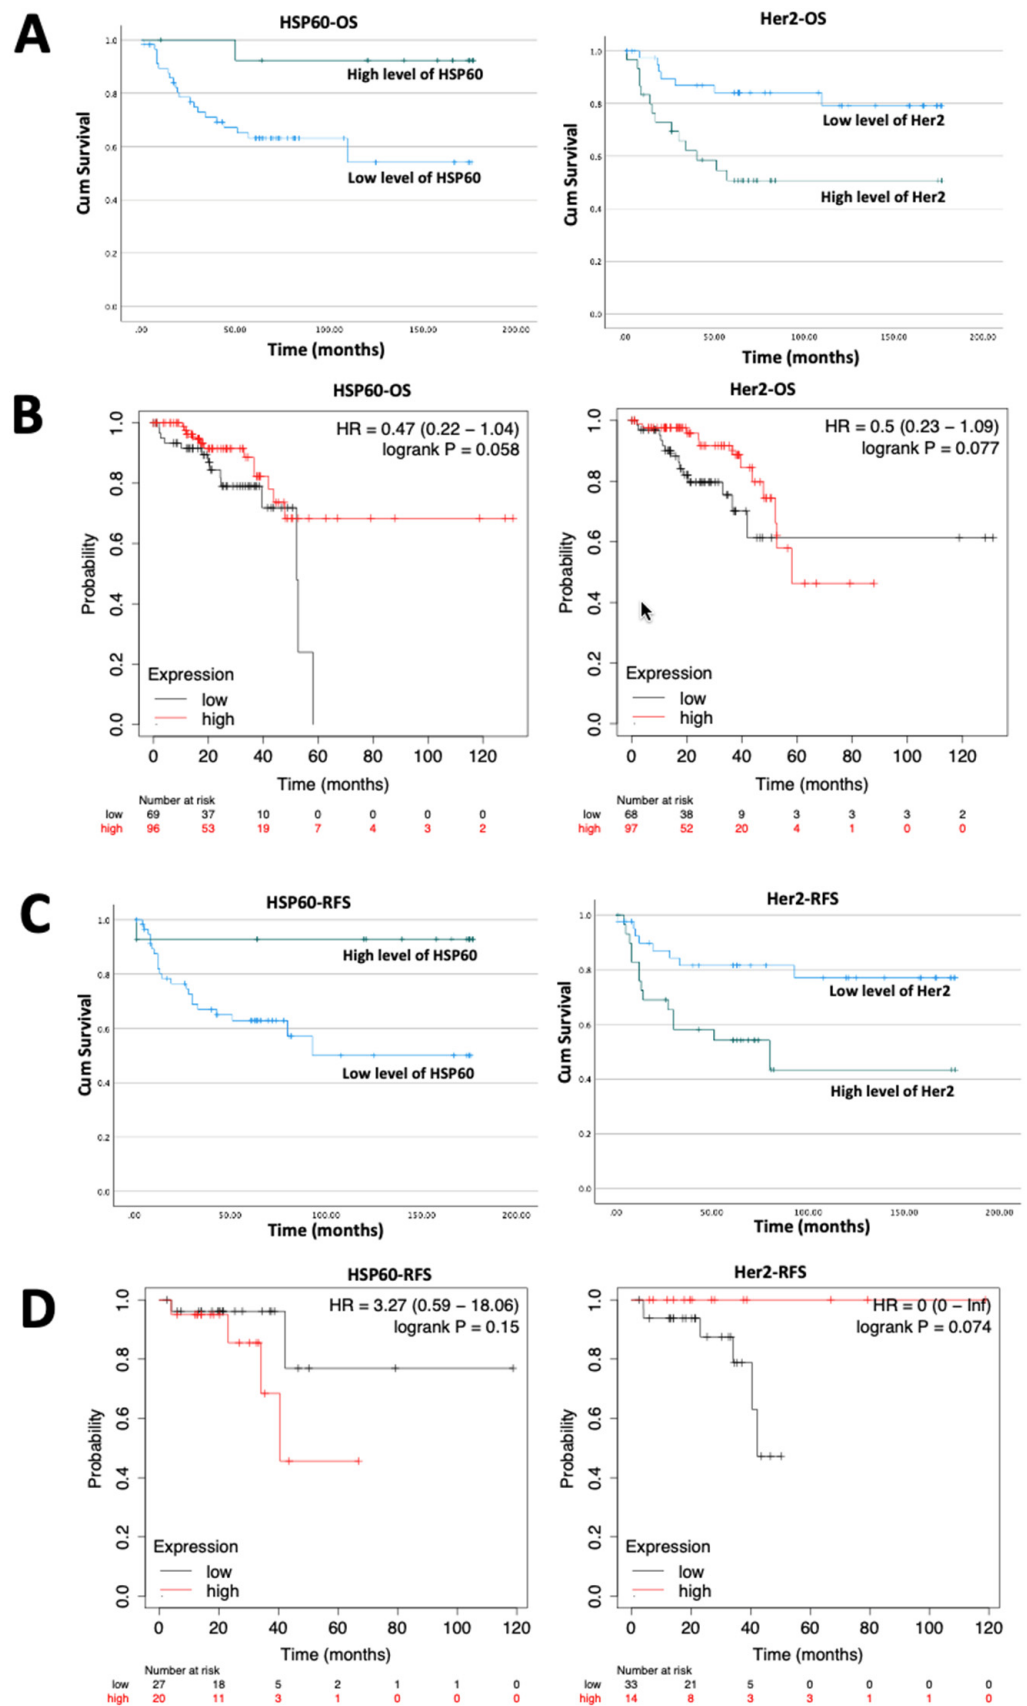 A
HSP60-OS
Her2-OS
Cum Survival
1.0
0.8
0.6
0.4
0.2
0.0
High level of HSP60
Low level of HSP60
.00 50.00 100.00 150.00 200.00
Time (months)
Cum Survival
1.0
0.8
0.6
0.4
0.2
0.0
Low level of Her2
High level of Her2
.00 50.00 100.00 150.00 200.00
Time (months)
B
HSP60-OS
Probability
1.0
0.8
0.6
0.4
0.2
0.0
HR = 0.47 (0.22 – 1.04)
logrank P = 0.058
Expression
low
high
0 20 40 60 80 100 120
Time (months)
Number at risk
low 69 37 10 0 0 0 0
high 96 53 19 7 4 3 2
Her2-OS
Probability
1.0
0.8
0.6
0.4
0.2
0.0
HR = 0.5 (0.23 – 1.09)
logrank P = 0.077
Expression
low
high
0 20 40 60 80 100 120
Time (months)
Number at risk
low 68 38 9 3 3 3 2
high 97 52 20 4 1 0 0
C
HSP60-RFS
Cum Survival
1.0
0.8
0.6
0.4
0.2
0.0
High level of HSP60
Low level of HSP60
.00 50.00 100.00 150.00 200.00
Time (months)
Her2-RFS
Cum Survival
1.0
0.8
0.6
0.4
0.2
0.0
Low level of Her2
High level of Her2
.00 50.00 100.00 150.00 200.00
Time (months)
D
HSP60-RFS
Probability
1.0
0.8
0.6
0.4
0.2
0.0
HR = 3.27 (0.59 – 18.06)
logrank P = 0.15
Expression
low
high
0 20 40 60 80 100 120
Time (months)
Number at risk
low 27 18 5 2 1 1 0
high 20 11 3 1 0 0 0
Her2-RFS
Probability
1.0
0.8
0.6
0.4
0.2
0.0
HR = 0 (0 – Inf)
logrank P = 0.074
Expression
low
high
0 20 40 60 80 100 120
Time (months)
Number at risk
low 33 21 5 0 0 0 0
high 14 8 3 3 1 1 0